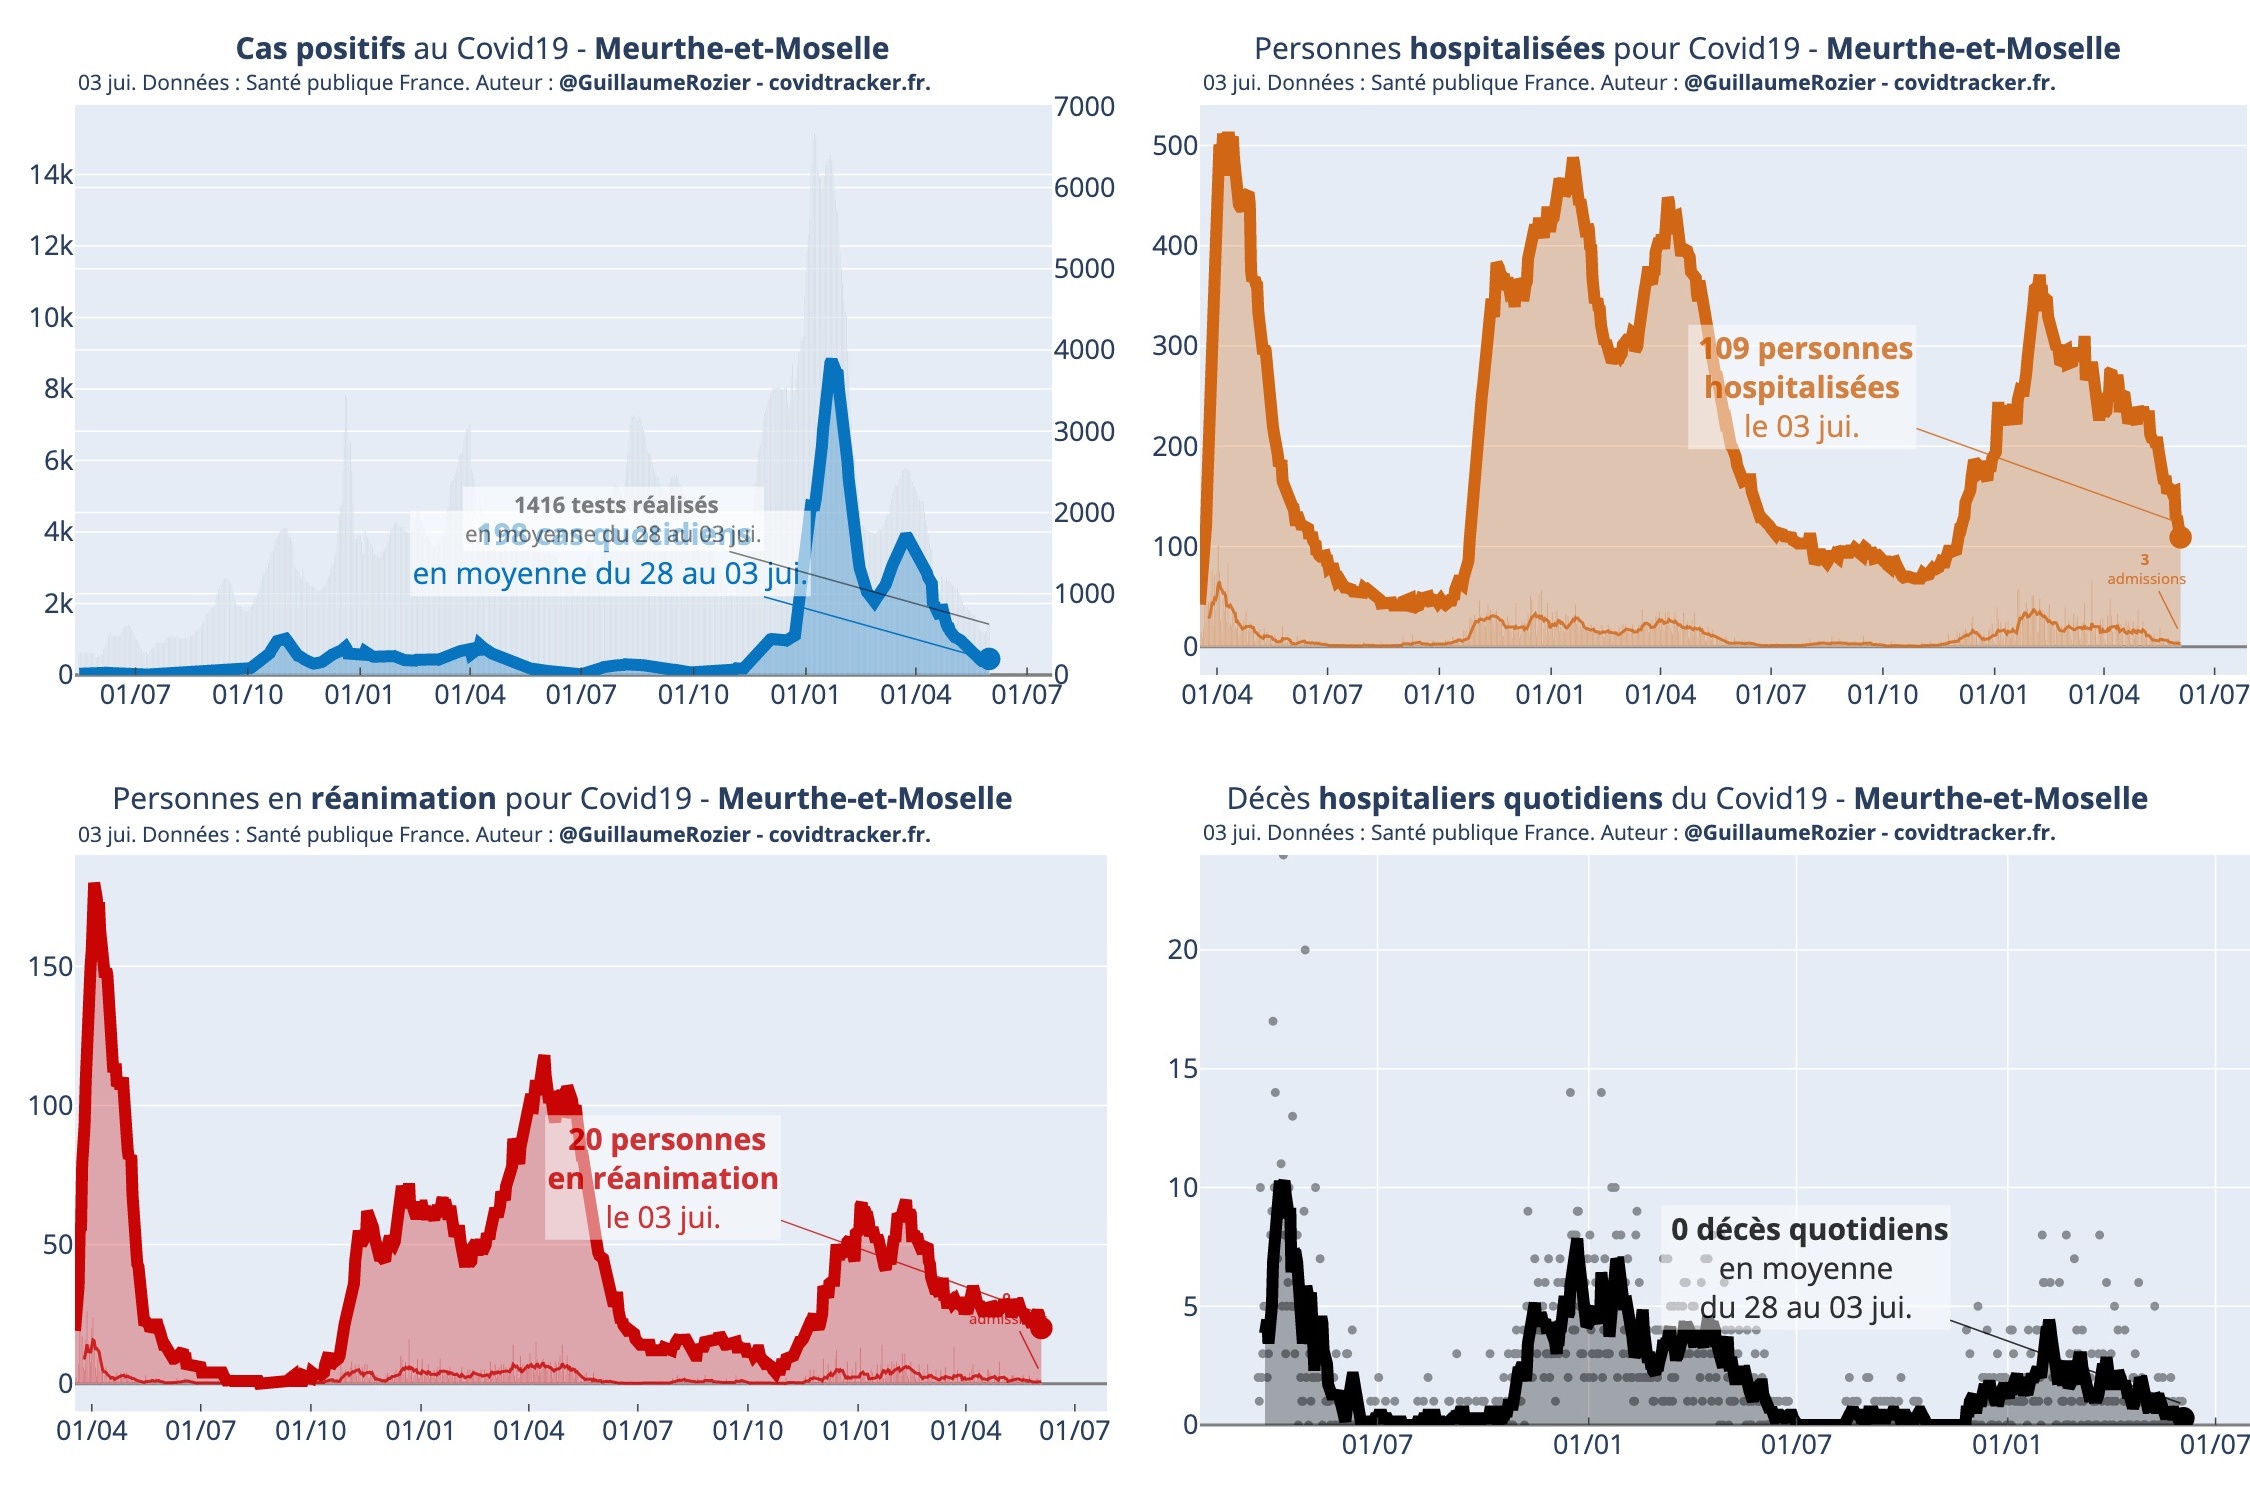 Cas positifs au Covid19 - Meurthe-et-Moselle
03 jui. Données : Santé publique France. Auteur : @GuillaumeRozier - covidtracker.fr.
14k
12k
10k
8k
6k
4k
2k
0
7000
6000
5000
4000
3000
2000
1000
0
1416 tests réalisés
en moyenne du 28 au 03 jui.
198 cas quotidiens
en moyenne du 28 au 03 jui.
01/07 01/10 01/01 01/04 01/07 01/10 01/01 01/04 01/07
Personnes hospitalisées pour Covid19 - Meurthe-et-Moselle
03 jui. Données : Santé publique France. Auteur : @GuillaumeRozier - covidtracker.fr.
500
400
300
200
100
0
109 personnes
hospitalisées
le 03 jui.
3
admissions
01/04 01/07 01/10 01/01 01/04 01/07 01/10 01/01 01/04 01/07
Personnes en réanimation pour Covid19 - Meurthe-et-Moselle
03 jui. Données : Santé publique France. Auteur : @GuillaumeRozier - covidtracker.fr.
150
100
50
0
20 personnes
en réanimation
le 03 jui.
01/04 01/07 01/10 01/01 01/04 01/07 01/10 01/01 01/04 01/07
Décès hospitaliers quotidiens du Covid19 - Meurthe-et-Moselle
03 jui. Données : Santé publique France. Auteur : @GuillaumeRozier - covidtracker.fr.
20
15
10
5
0
0 décès quotidiens
en moyenne
du 28 au 03 jui.
01/07 01/01 01/07 01/01 01/07